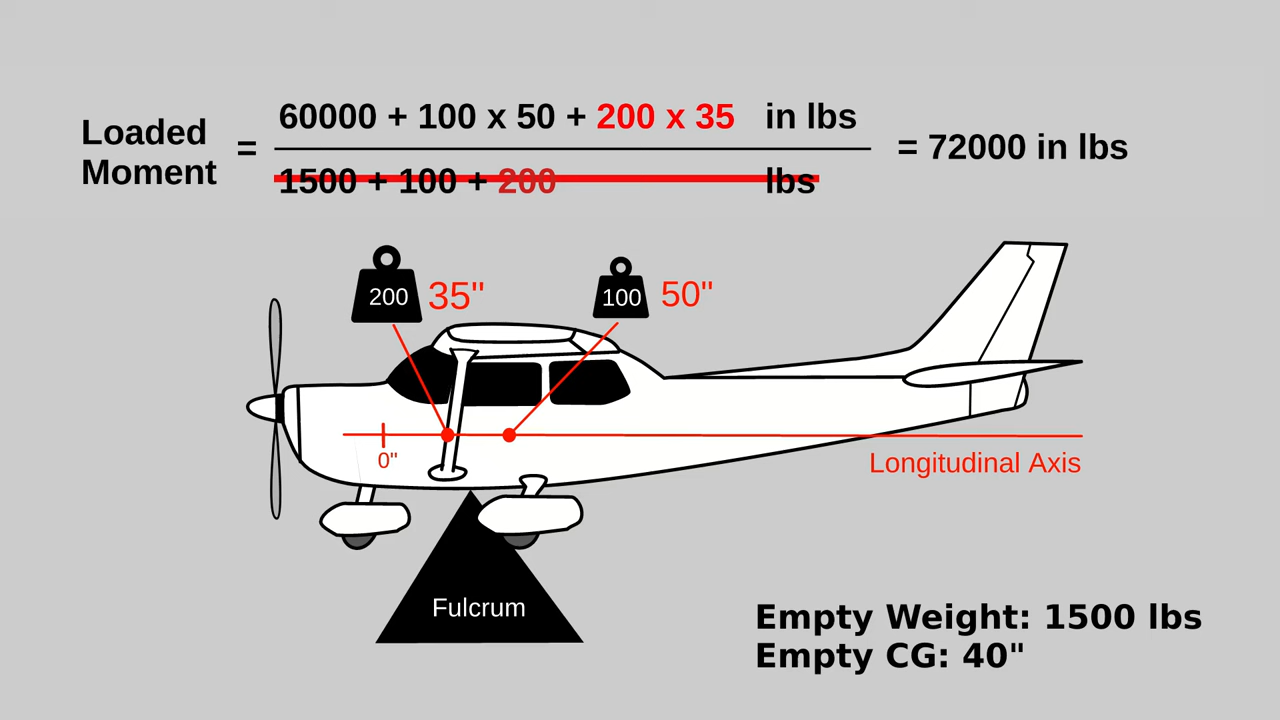 Loaded
Moment
=
60000 + 100 x 50 + 200 x 35 in lbs
1500 + 100 + 200 lbs
= 72000 in lbs
200
35"
100
50"
0"
Longitudinal Axis
Fulcrum
Empty Weight: 1500 lbs
Empty CG: 40"